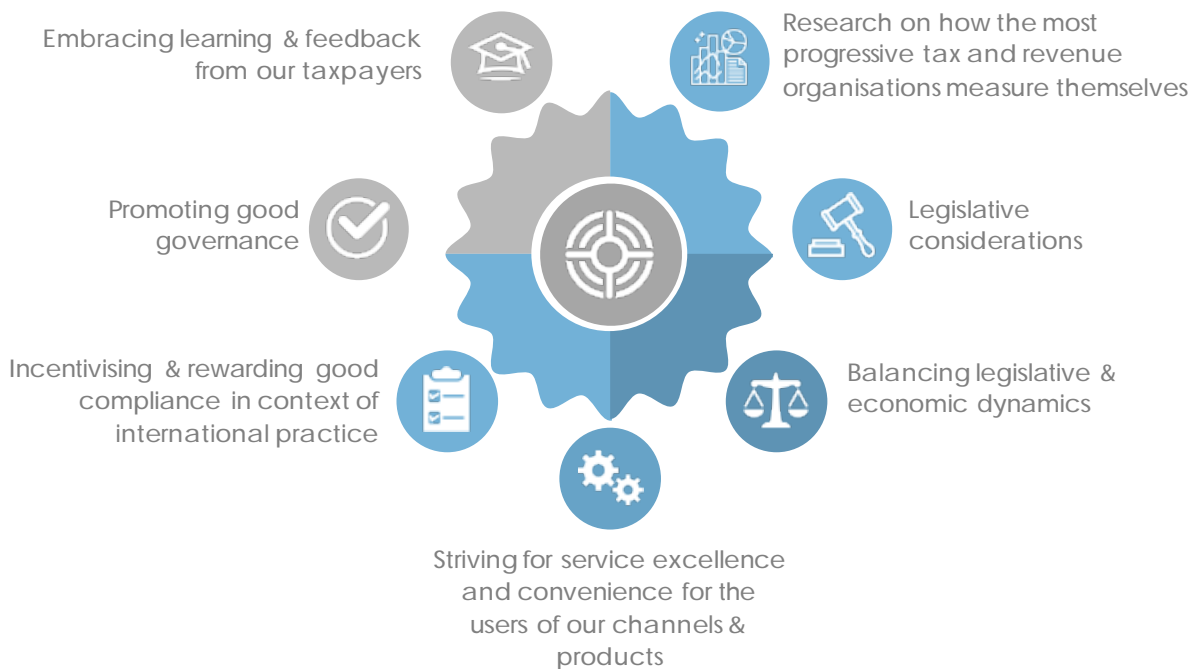 Embracing learning & feedback
from our taxpayers
Research on how the most
progressive tax and revenue
organisations measure themselves
Promoting good
governance
Legislative
considerations
Incentivising & rewarding good
compliance in context of
international practice
Balancing legislative &
economic dynamics
Striving for service excellence
and convenience for the
users of our channels &
products